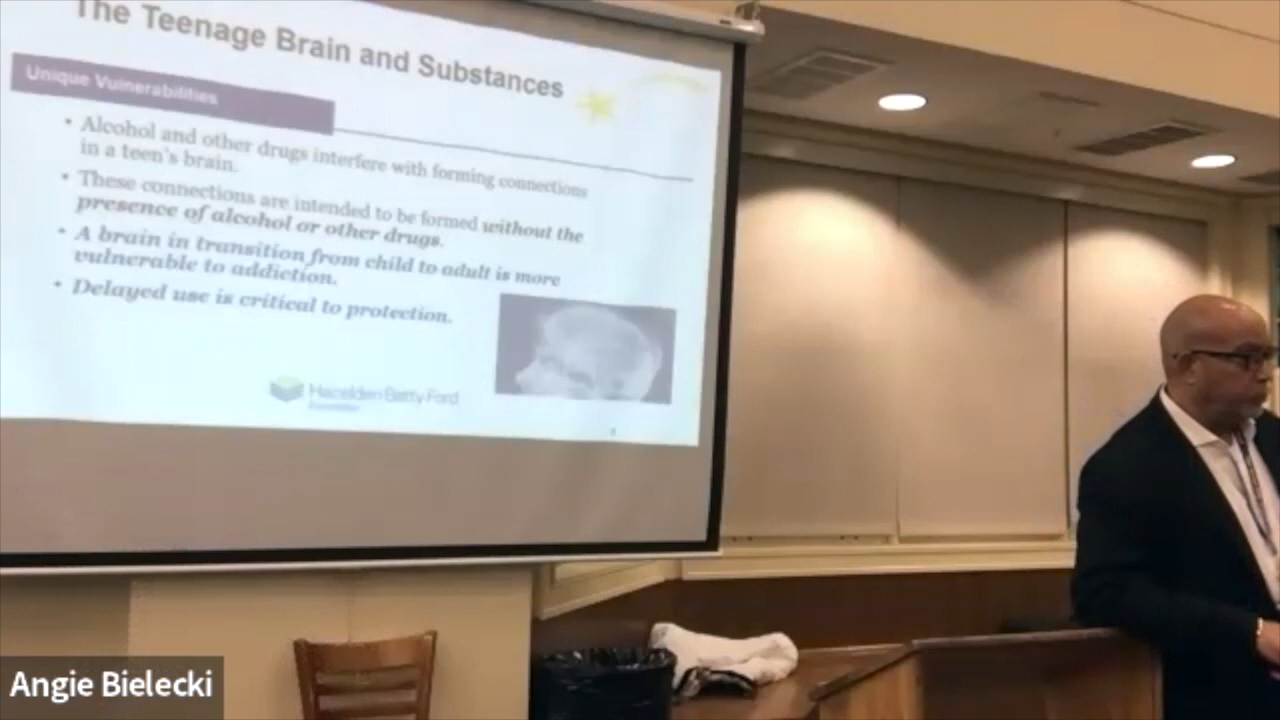 The Teenage Brain and Substances
Unique Vulnerabilities
• Alcohol and other drugs interfere with forming connections
in a teen's brain.
• These connections are intended to be formed without the
presence of alcohol or other drugs.
• A brain in transition from child to adult is more
vulnerable to addiction.
• Delayed use is critical to protection.
Hazelden Betty Ford
Angie Bielecki